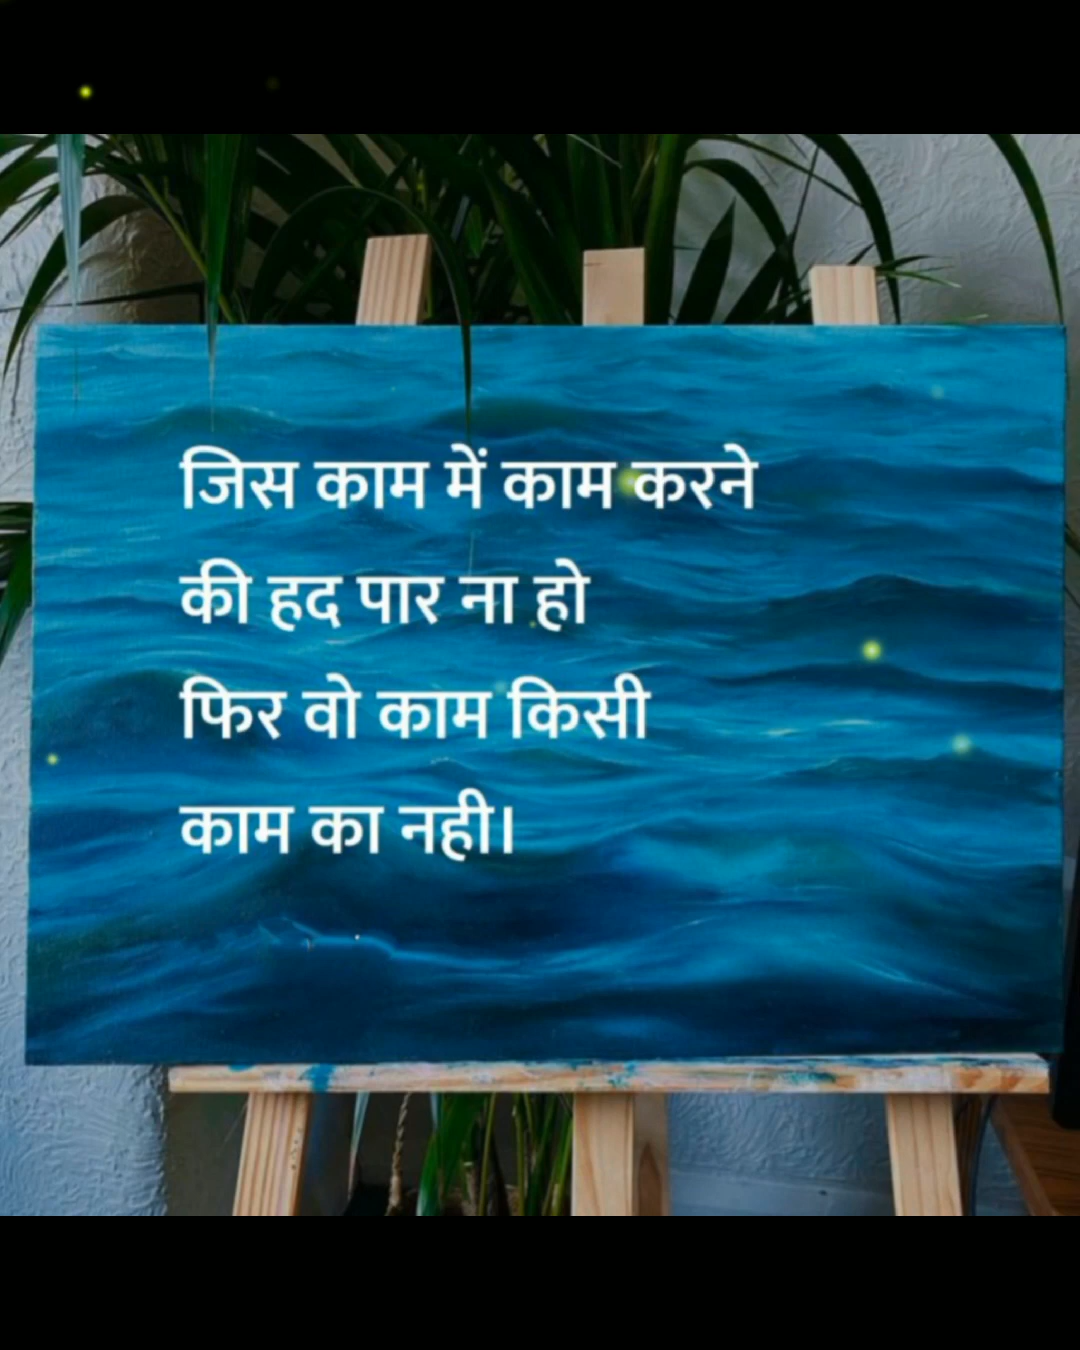 जिस काम में काम करने
की हद पार ना हो
फिर वो काम किसी
काम का नही।